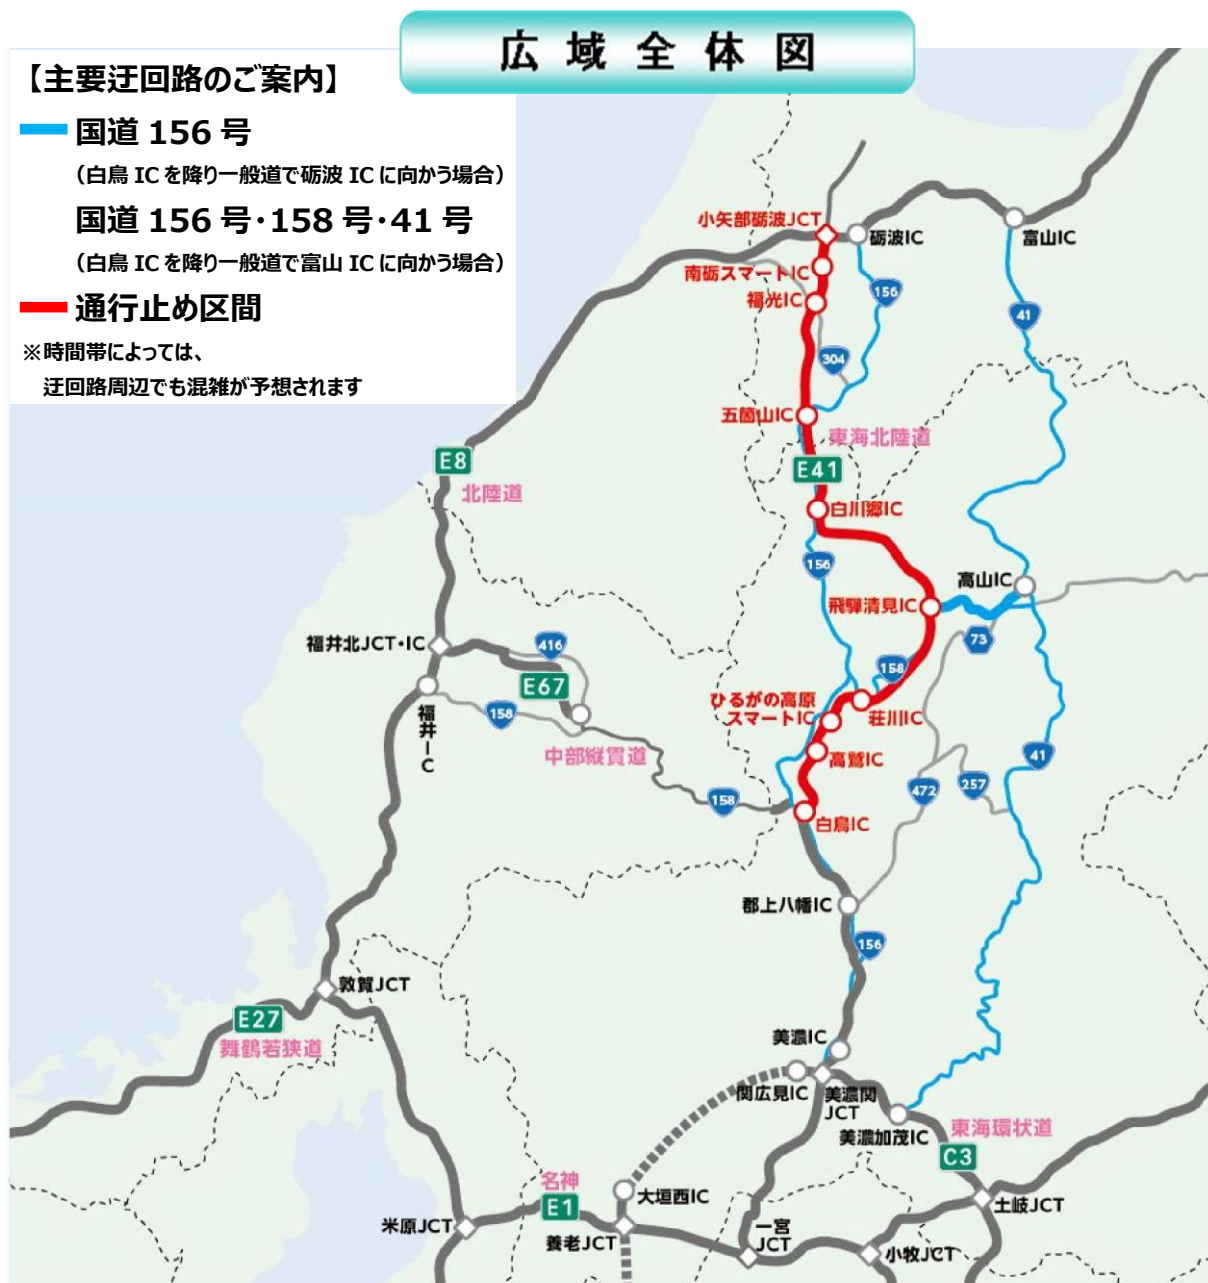 広域全体図
【主要迂回路のご案内】
国道 156 号
（白鳥 IC を降り一般道で砺波 IC に向かう場合）
国道 156 号・158 号・41 号
（白鳥 IC を降り一般道で富山 IC に向かう場合）
通行止め区間
※時間帯によっては、
迂回路周辺でも混雑が予想されます
小矢部砺波JCT
砺波IC
富山IC
南砺スマートIC
156
福光IC
41
304
五箇山IC
東海北陸道
E8
E41
北陸道
白川郷IC
156
高山IC
飛騨清見IC
福井北JCT・IC
416
73
E67
158
ひるがの高原
スマートIC
荘川IC
158
福井IC
中部縦貫道
高鷲IC
41
472
257
158
白鳥IC
郡上八幡IC
156
敦賀JCT
E27
舞鶴若狭道
美濃IC
関広見IC
美濃関
JCT
美濃加茂IC
東海環状道
C3
名神
E1
大垣西IC
土岐JCT
米原JCT
養老JCT
一宮
JCT
小牧JCT